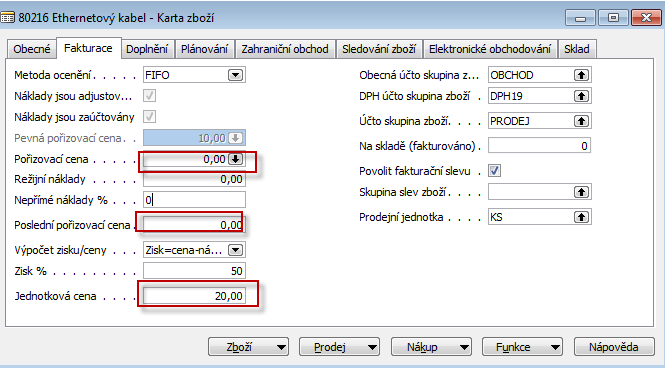 80216 Ethernetový kabel - Karta zboží
Obecné Fakturace Doplnění Plánování Zahraniční obchod Sledování zboží Elektronické obchodování Sklad
Metoda ocenění . . . . . FIFO
Náklady jsou adjustov...
Náklady jsou zaúčtovány
Pevná pořizovací cena . . 10,00
Pořizovací cena . . . . . 0,00
Režijní náklady . . . . . 0,00
Nepřímé náklady % . . . 0
Poslední pořizovací cena . 0,00
Výpočet zisku/ceny . . . Zisk=cena-ná...
Zisk % . . . . . . . . . 50
Jednotková cena . . . . 20,00
Obecná účto skupina z... OBCHOD
DPH účto skupina zboží . DPH19
Účto skupina zboží . . . . PRODEJ
Na skladě (fakturováno) . 0
Povolit fakturační slevu .
Skupina slev zboží . . . .
Prodejní jednotka . . . . KS
Zboží Prodej Nákup Funkce Nápověda